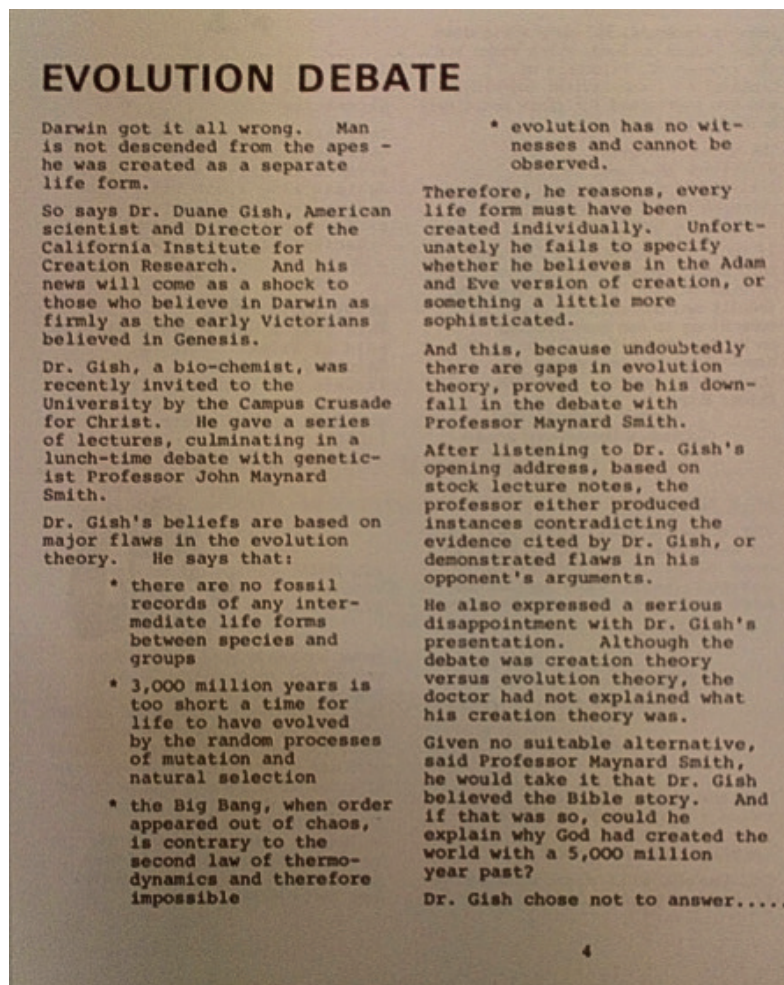 EVOLUTION DEBATE
Darwin got it all wrong. Man
is not descended from the apes -
he was created as a separate
life form.
So says Dr. Duane Gish, American
scientist and Director of the
California Institute for
Creation Research. And his
news will come as a shock to
those who believe in Darwin as
firmly as the early Victorians
believed in Genesis.
Dr. Gish, a bio-chemist, was
recently invited to the
University by the Campus Crusade
for Christ. He gave a series
of lectures, culminating in a
lunch-time debate with genetic-
ist Professor John Maynard
Smith.
Dr. Gish's beliefs are based on
major flaws in the evolution
theory. He says that:
* there are no fossil
records of any inter-
mediate life forms
between species and
groups
* 3,000 million years is
too short a time for
life to have evolved
by the random processes
of mutation and
natural selection
* the Big Bang, when order
appeared out of chaos,
is contrary to the
second law of thermo-
dynamics and therefore
impossible
* evolution has no wit-
nesses and cannot be
observed.
Therefore, he reasons, every
life form must have been
created individually. Unfort-
unately he fails to specify
whether he believes in the Adam
and Eve version of creation, or
something a little more
sophisticated.
And this, because undoubtedly
there are gaps in evolution
theory, proved to be his down-
fall in the debate with
Professor Maynard Smith.
After listening to Dr. Gish's
opening address, based on
stock lecture notes, the
professor either produced
instances contradicting the
evidence cited by Dr. Gish, or
demonstrated flaws in his
opponent's arguments.
He also expressed a serious
disappointment with Dr. Gish's
presentation. Although the
debate was creation theory
versus evolution theory, the
doctor had not explained what
his creation theory was.
Given no suitable alternative,
said Professor Maynard Smith,
he would take it that Dr. Gish
believed the Bible story. And
if that was so, could he
explain why God had created the
world with a 5,000 million
year past?
Dr. Gish chose not to answer.....
4